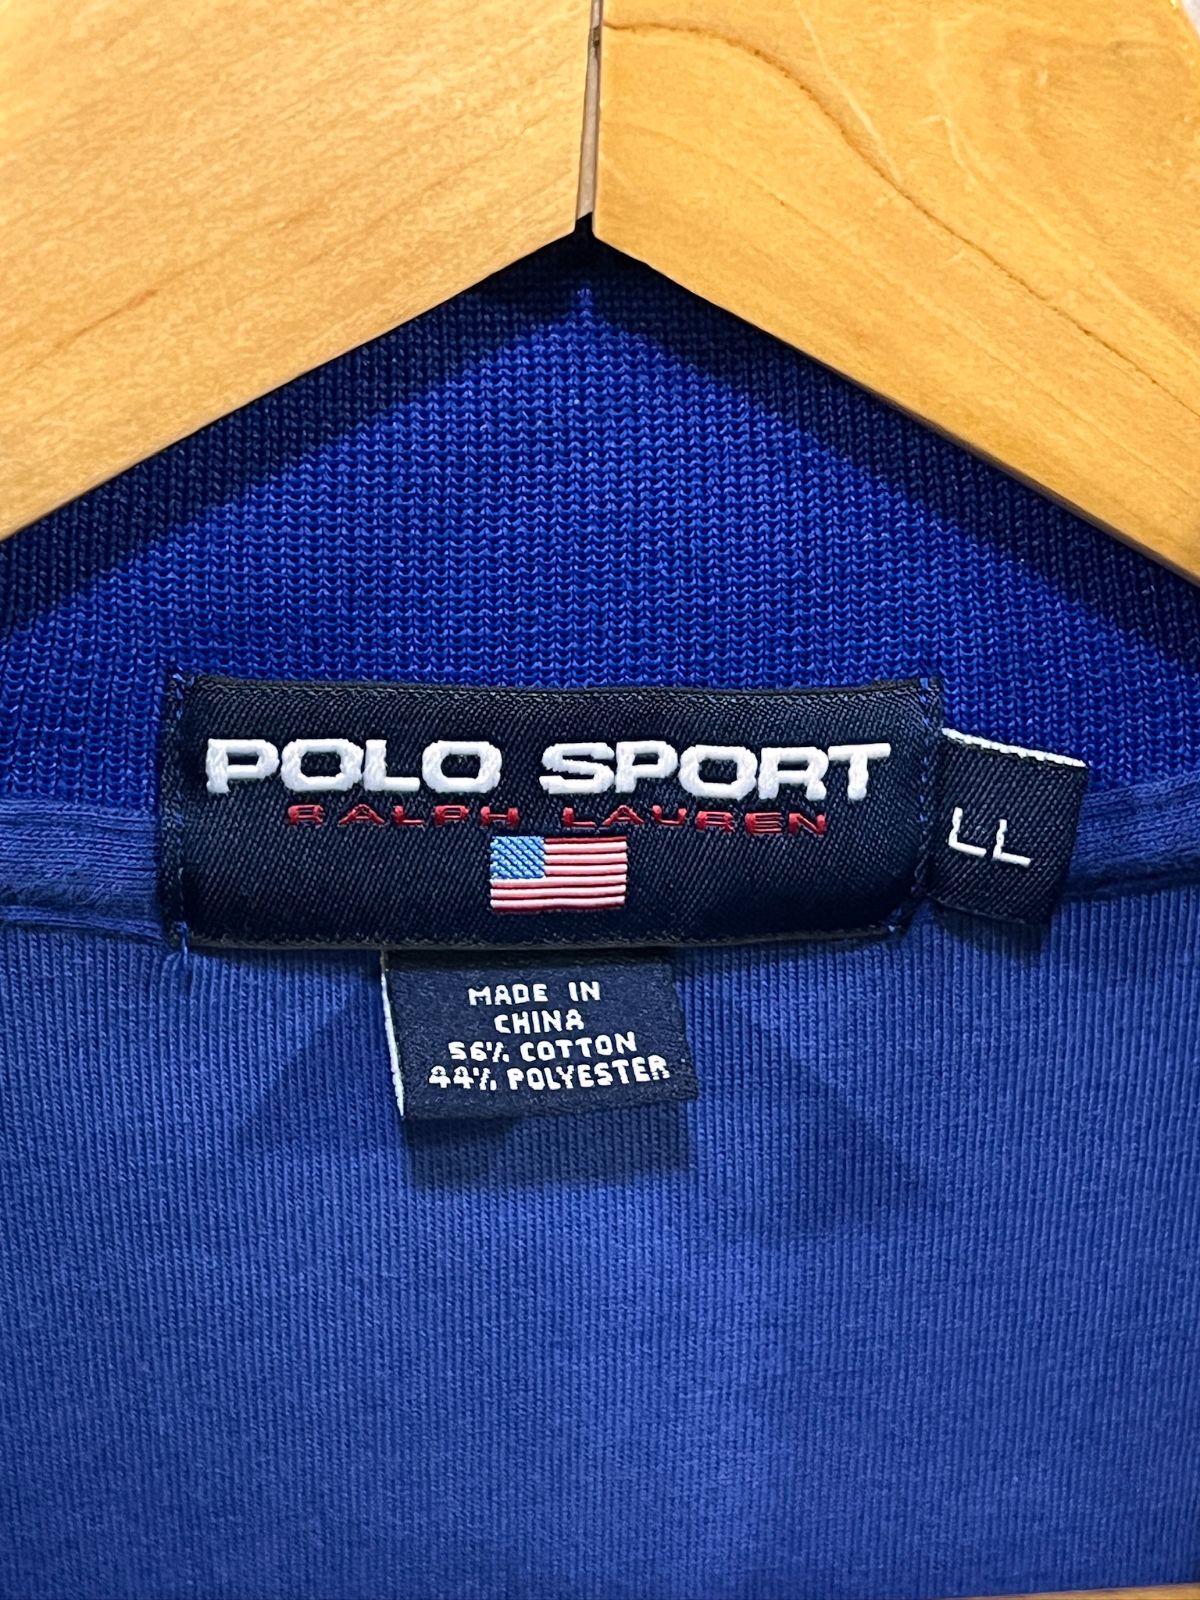 POLO SPORT
RALPH LAUREN
LL
MADE IN
CHINA
56% COTTON
44% POLYESTER